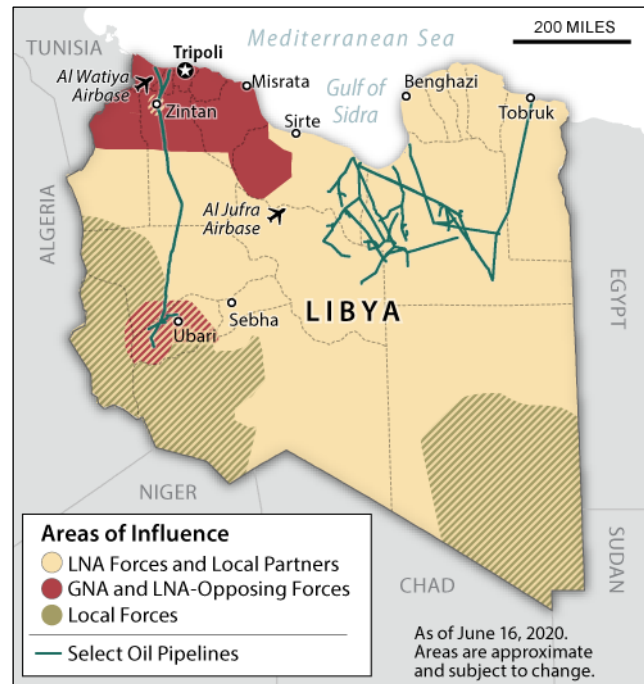 TUNISIA
Mediterranean Sea
200 MILES
Tripoli
Al Watiya
Airbase
Misrata
Gulf of
Sidra
Benghazi
Zintan
Sirte
Tobruk
ALGERIA
Al Jufra
Airbase
EGYPT
LIBYA
Sebha
Ubari
NIGER
SUDAN
CHAD
Areas of Influence
LNA Forces and Local Partners
GNA and LNA-Opposing Forces
Local Forces
Select Oil Pipelines
As of June 16, 2020.
Areas are approximate
and subject to change.